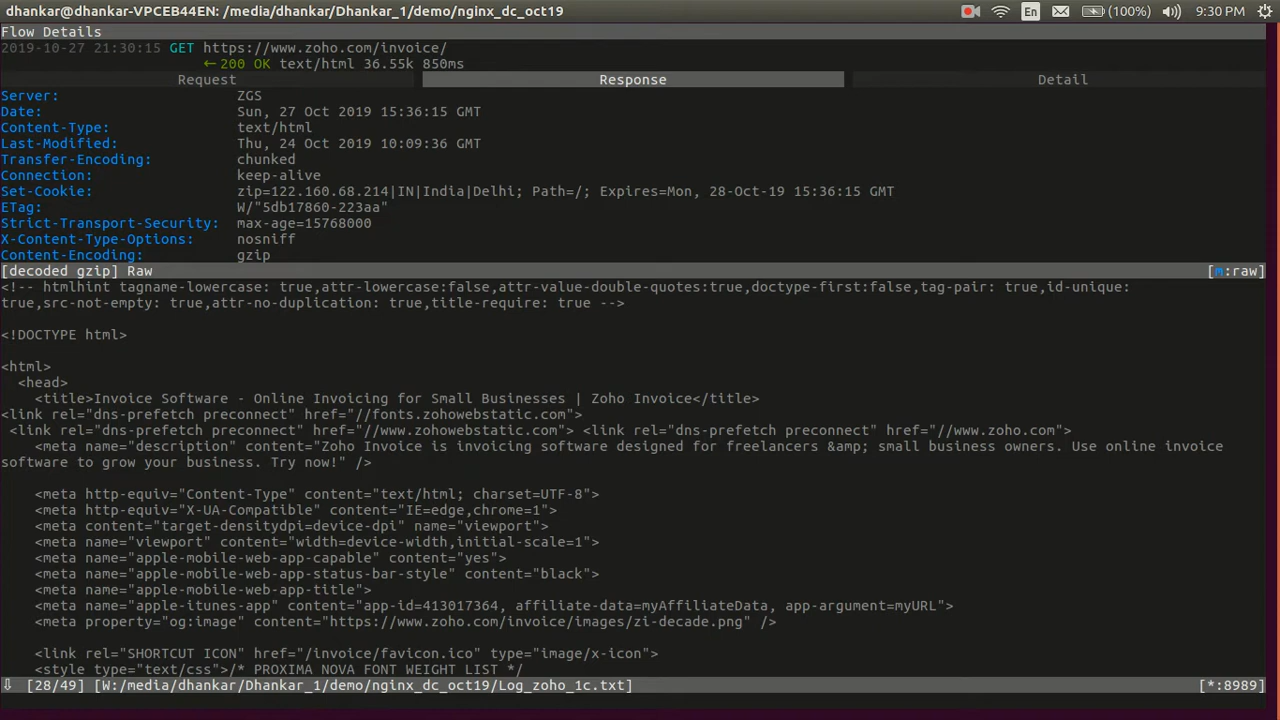 dhankar@dhankar-VPCEB44EN: /media/dhankar/Dhankar_1/demo/nginx_dc_oct19
En (100%) 9:30 PM
Flow Details
2019-10-27 21:30:15 GET https://www.zoho.com/invoice/
← 200 OK text/html 36.55k 850ms
Request Response Detail
Server: ZGS
Date: Sun, 27 Oct 2019 15:36:15 GMT
Content-Type: text/html
Last-Modified: Thu, 24 Oct 2019 10:09:36 GMT
Transfer-Encoding: chunked
Connection: keep-alive
Set-Cookie: zip=122.160.68.214|IN|India|Delhi; Path=/; Expires=Mon, 28-Oct-19 15:36:15 GMT
ETag: W/"5db17860-223aa"
Strict-Transport-Security: max-age=15768000
X-Content-Type-Options: nosniff
Content-Encoding: gzip
[decoded gzip] Raw [m:raw]
<!-- htmlhint tagname-lowercase: true,attr-lowercase:false,attr-value-double-quotes:true,doctype-first:false,tag-pair: true,id-unique:
true,src-not-empty: true,attr-no-duplication: true,title-require: true -->
<!DOCTYPE html>
<html>
<head>
<title>Invoice Software - Online Invoicing for Small Businesses | Zoho Invoice</title>
<link rel="dns-prefetch preconnect" href="//fonts.zohowebstatic.com">
<link rel="dns-prefetch preconnect" href="//www.zohowebstatic.com"> <link rel="dns-prefetch preconnect" href="//www.zoho.com">
<meta name="description" content="Zoho Invoice is invoicing software designed for freelancers &amp; small business owners. Use online invoice
software to grow your business. Try now!" />
<meta http-equiv="Content-Type" content="text/html; charset=UTF-8">
<meta http-equiv="X-UA-Compatible" content="IE=edge,chrome=1">
<meta content="target-densitydpi=device-dpi" name="viewport">
<meta name="viewport" content="width=device-width,initial-scale=1">
<meta name="apple-mobile-web-app-capable" content="yes">
<meta name="apple-mobile-web-app-status-bar-style" content="black">
<meta name="apple-mobile-web-app-title">
<meta name="apple-itunes-app" content="app-id=413017364, affiliate-data=myAffiliateData, app-argument=myURL">
<meta property="og:image" content="https://www.zoho.com/invoice/images/zi-decade.png" />
<link rel="SHORTCUT ICON" href="/invoice/favicon.ico" type="image/x-icon">
<style type="text/css">/* PROXIMA NOVA FONT WEIGHT LIST */
⇩ [28/49] [W:/media/dhankar/Dhankar_1/demo/nginx_dc_oct19/Log_zoho_1c.txt] [*:8989]